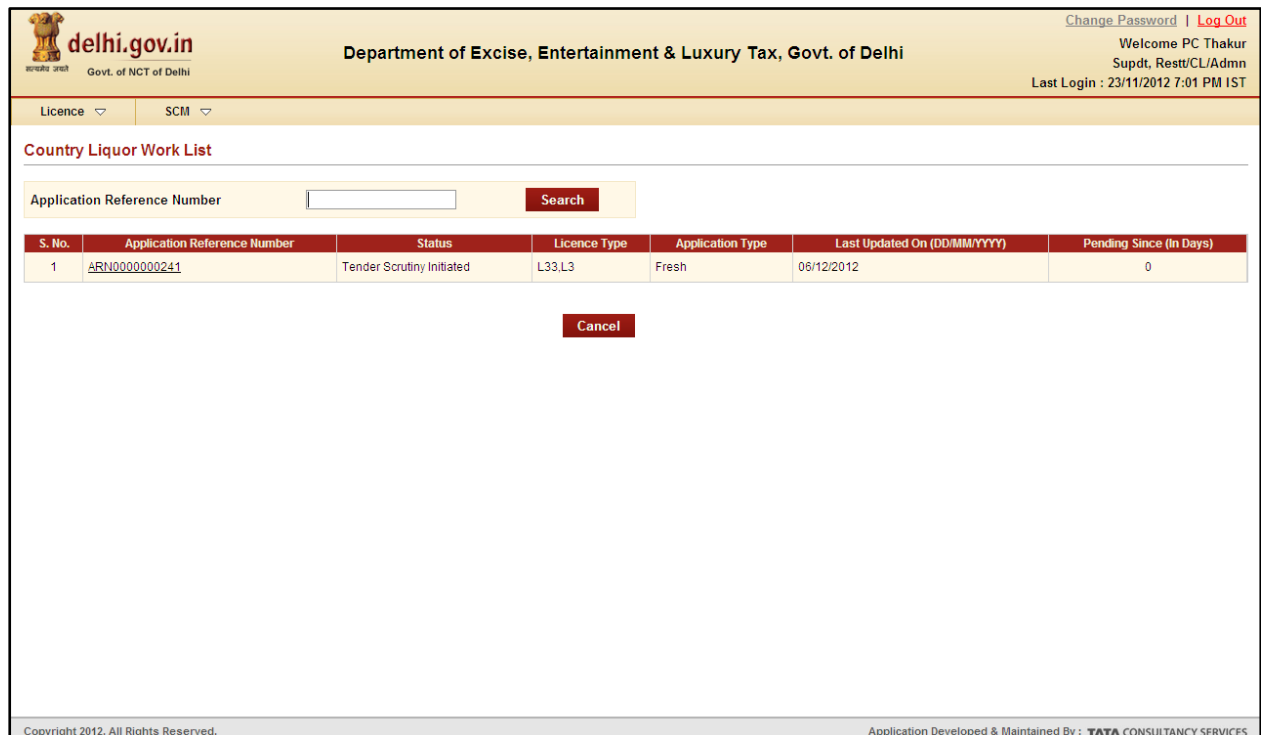 Change Password | Log Out
delhi.gov.in
Govt. of NCT of Delhi
सत्यमेव जयते
Department of Excise, Entertainment & Luxury Tax, Govt. of Delhi
Welcome PC Thakur
Supdt, Restt/CL/Admn
Last Login : 23/11/2012 7:01 PM IST
Licence SCM
Country Liquor Work List
Application Reference Number Search
S. No. Application Reference Number Status Licence Type Application Type Last Updated On (DD/MM/YYYY) Pending Since (In Days)
1 ARN0000000241 Tender Scrutiny Initiated L33,L3 Fresh 06/12/2012 0
Cancel
Copyright 2012. All Rights Reserved. Application Developed & Maintained By : TATA CONSULTANCY SERVICES